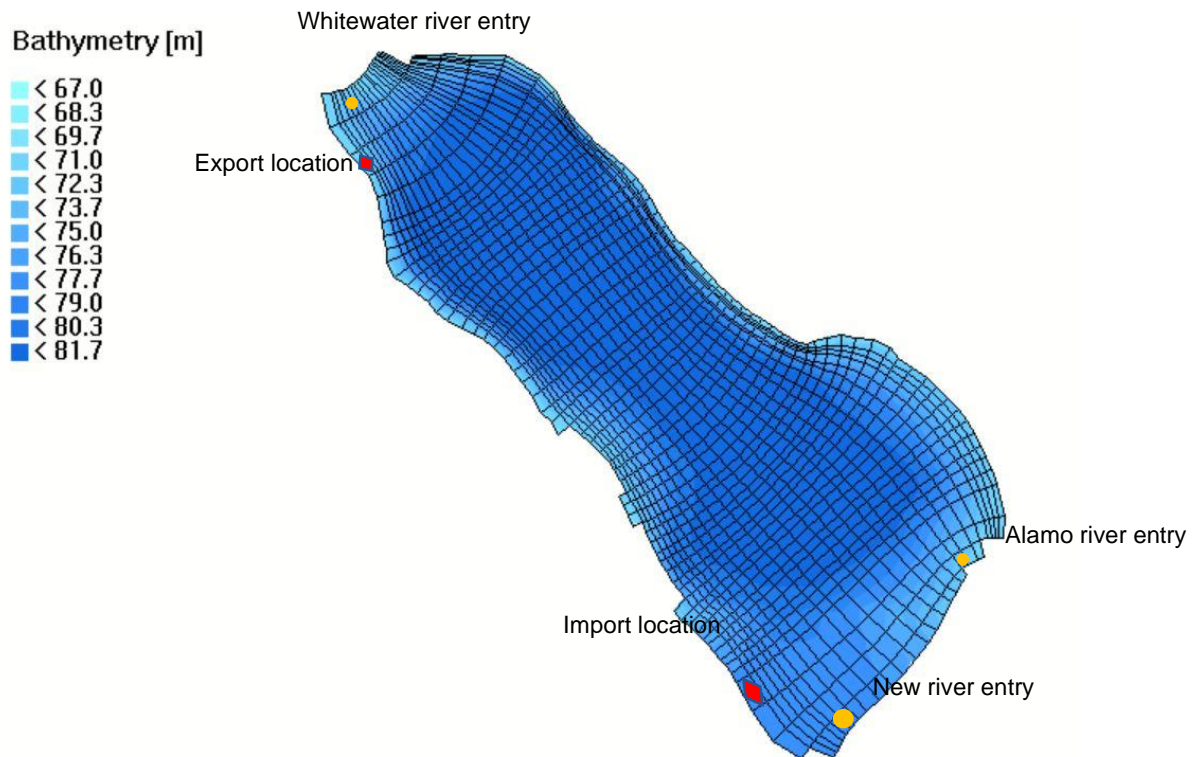 Whitewater river entry
Bathymetry [m]
< 67.0
< 68.3
< 69.7
< 71.0
< 72.3
< 73.7
< 75.0
< 76.3
< 77.7
< 79.0
< 80.3
< 81.7
Export location
Alamo river entry
Import location
New river entry